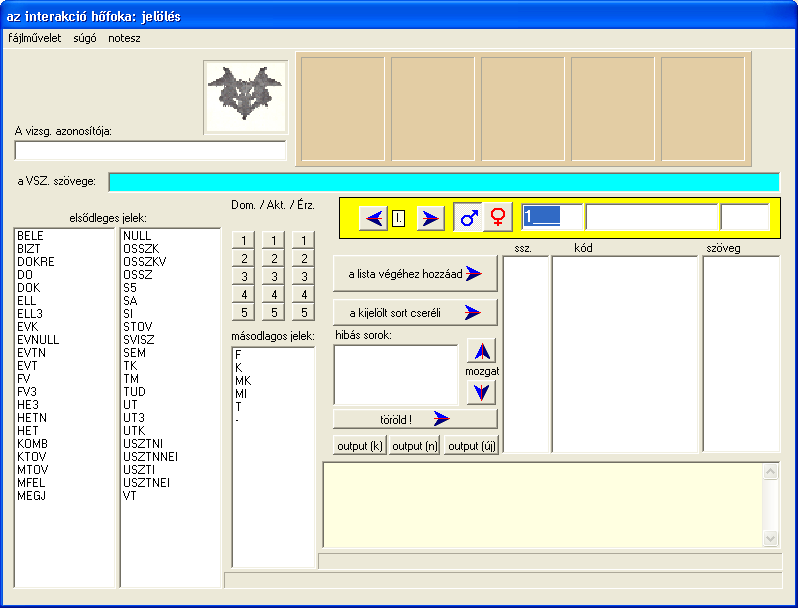 az interakció hőfoka: jelölés
fájlművelet súgó notesz
A vizsg. azonosítója:
a VSZ. szövege:
elsődleges jelek:
BELE
BIZT
DOKRE
DO
DÖK
ELL
ELL3
EVK
EVNULL
EVTN
EVT
FV
FV3
HE3
HETN
HET
KOMB
KTOV
MTOV
MFEL
MEGJ
NULL
OSSZK
OSSZKV
OSSZ
S5
SA
SI
STOV
SVISZ
SEM
TK
TM
TUD
UT
UT3
UTK
USZTNI
USZTNNEI
USZTI
USZTNEI
VT
Dom. / Akt. / Érz.
1 1 1
2 2 2
3 3 3
4 4 4
5 5 5
másodlagos jelek:
F
K
MK
MI
T
-
I.
1__
ssz. kód szöveg
a lista végéhez hozzáad
a kijelölt sort cseréli
hibás sorok:
mozgat
töröld !
output (k) output (n) output (új)